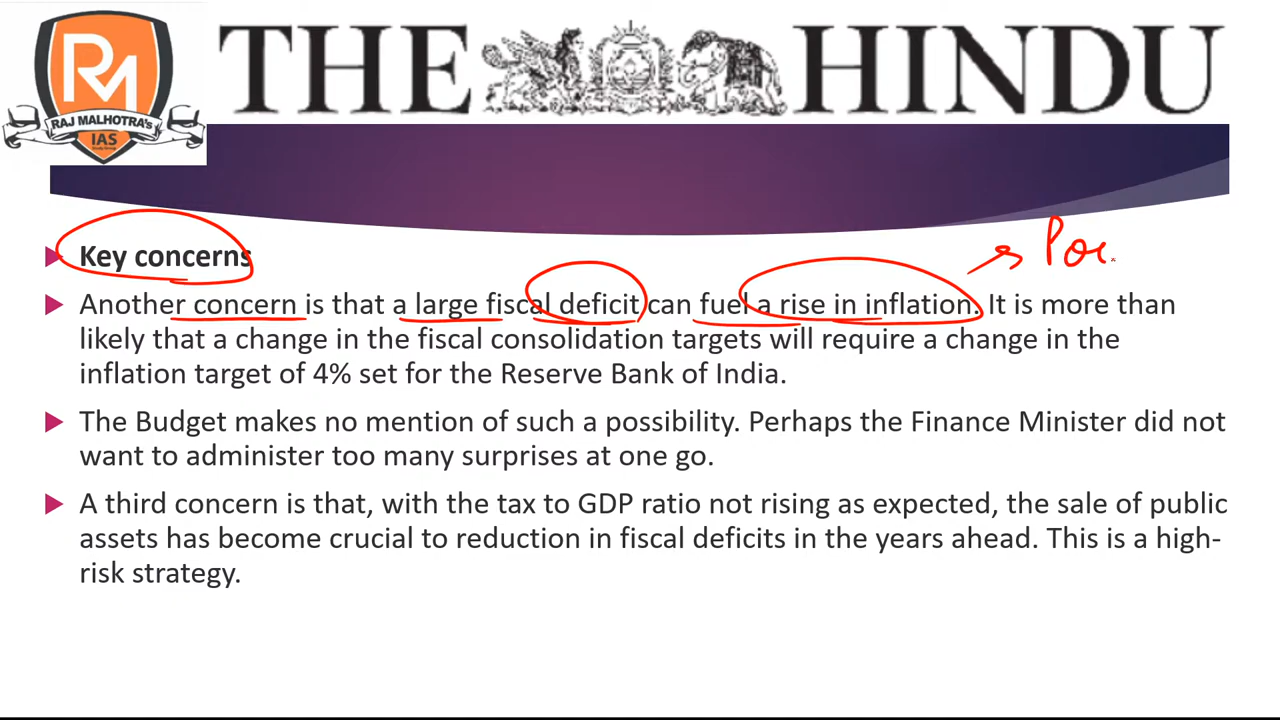 RM
RAJ MALHOTRA's
IAS
THE HINDU
Key concerns
Another concern is that a large fiscal deficit can fuel a rise in inflation. It is more than
likely that a change in the fiscal consolidation targets will require a change in the
inflation target of 4% set for the Reserve Bank of India.
The Budget makes no mention of such a possibility. Perhaps the Finance Minister did not
want to administer too many surprises at one go.
A third concern is that, with the tax to GDP ratio not rising as expected, the sale of public
assets has become crucial to reduction in fiscal deficits in the years ahead. This is a high-
risk strategy.